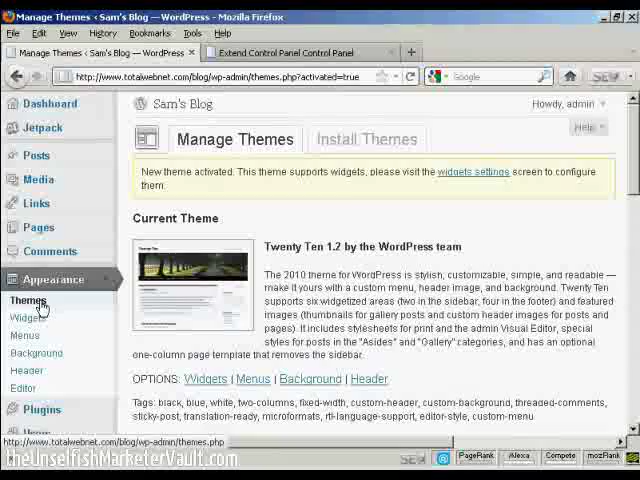 Manage Themes ‹ Sam's Blog — WordPress - Mozilla Firefox
File Edit View History Bookmarks Tools Help
Manage Themes ‹ Sam's Blog — WordPress
Extend Control Panel Control Panel
http://www.totalwebnet.com/blog/wp-admin/themes.php?activated=true
Google
Dashboard
Jetpack
Posts
Media
Links
Pages
Comments
Appearance
Themes
Widgets
Menus
Background
Header
Editor
Plugins
Sam's Blog
Howdy, admin
Help
Manage Themes
Install Themes
New theme activated. This theme supports widgets, please visit the widgets settings screen to configure
them.
Current Theme
Twenty Ten 1.2 by the WordPress team
The 2010 theme for WordPress is stylish, customizable, simple, and readable —
make it yours with a custom menu, header image, and background. Twenty Ten
supports six widgetized areas (two in the sidebar, four in the footer) and featured
images (thumbnails for gallery posts and custom header images for posts and
pages). It includes stylesheets for print and the admin Visual Editor, special
styles for posts in the "Asides" and "Gallery" categories, and has an optional
one-column page template that removes the sidebar.
OPTIONS: Widgets | Menus | Background | Header
Tags: black, blue, white, two-columns, fixed-width, custom-header, custom-background, threaded-comments,
sticky-post, translation-ready, microformats, rtl-language-support, editor-style, custom-menu
http://www.totalwebnet.com/blog/wp-admin/themes.php
theUnselfishMarketerVault.com
PageRank
Alexa
Compete
mozRank